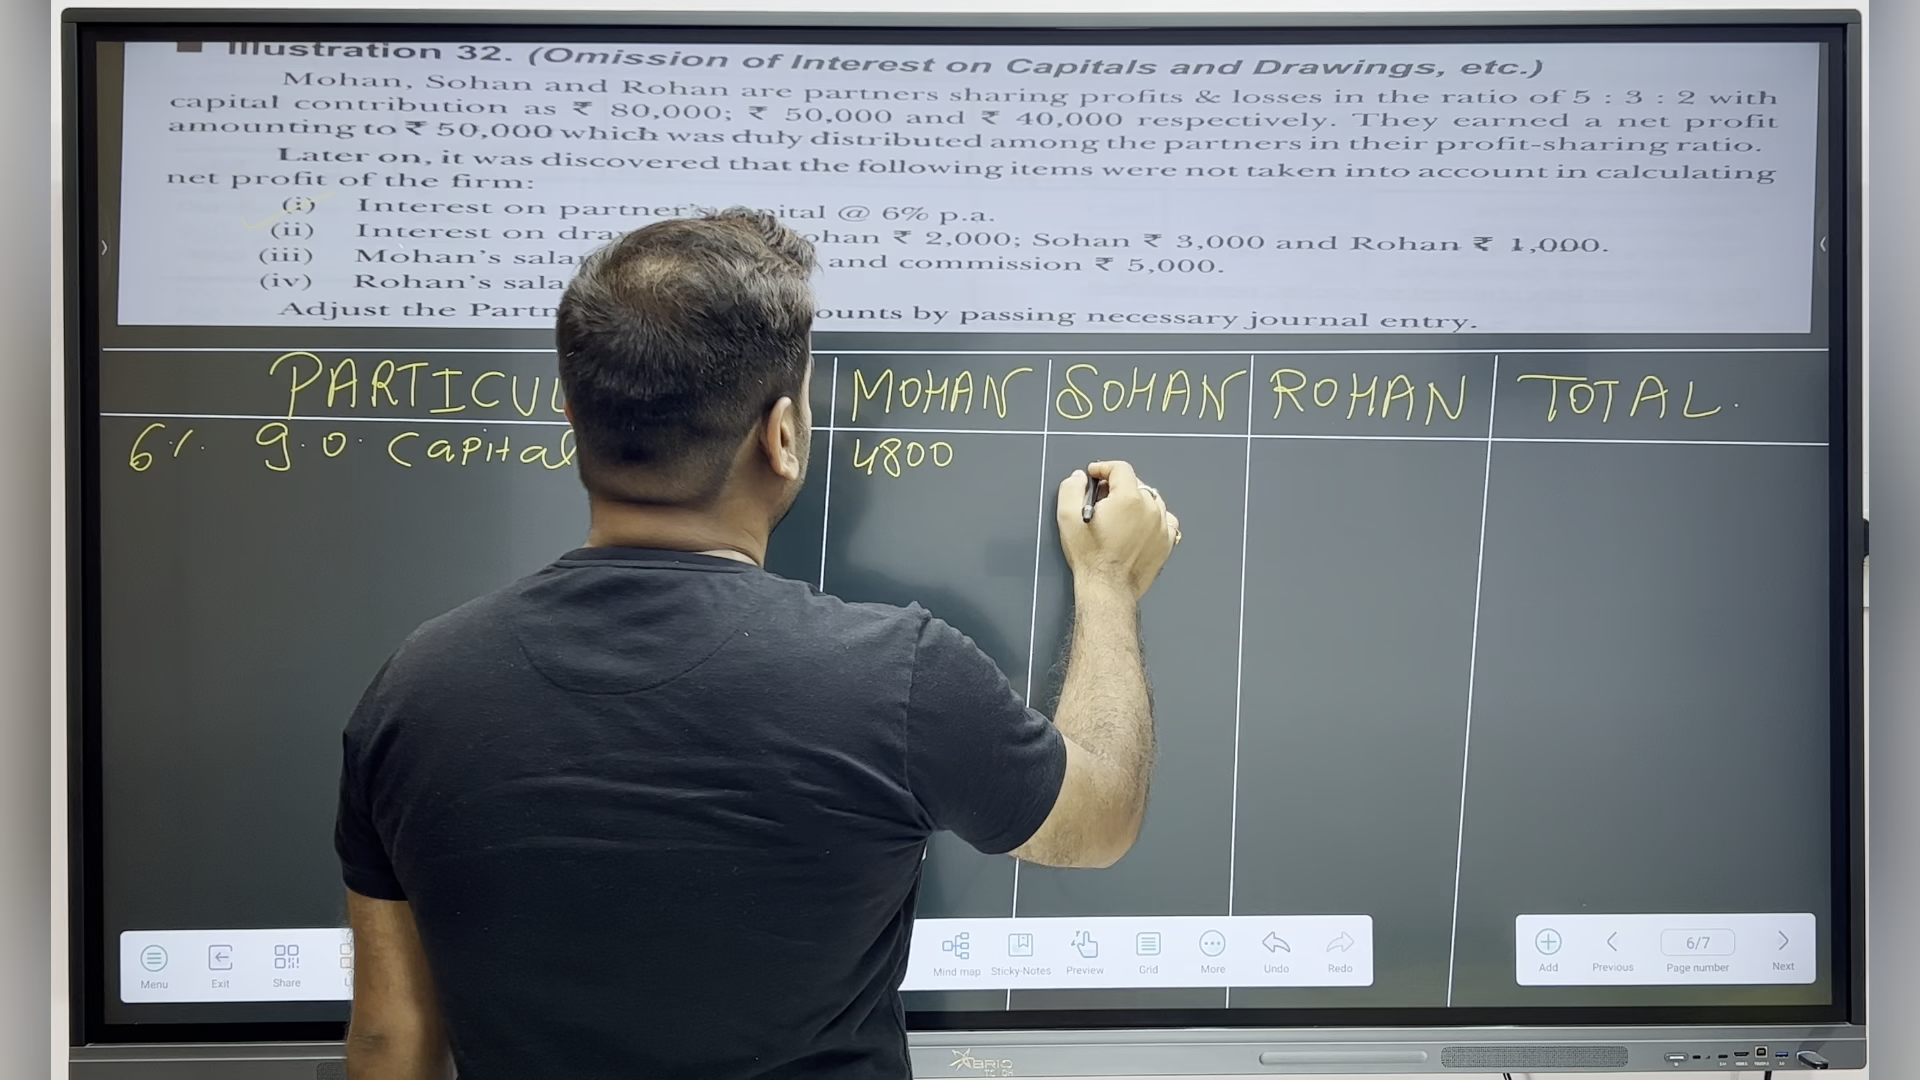 Illustration 32. (Omission of Interest on Capitals and Drawings, etc.)
Mohan, Sohan and Rohan are partners sharing profits & losses in the ratio of 5 : 3 : 2 with
capital contribution as ₹ 80,000; ₹ 50,000 and ₹ 40,000 respectively. They earned a net profit
amounting to ₹ 50,000 which was duly distributed among the partners in their profit-sharing ratio.
Later on, it was discovered that the following items were not taken into account in calculating
net profit of the firm:
(i) Interest on partner's @ 6% p.a.
(ii) Interest on ₹ 2,000; Sohan ₹ 3,000 and Rohan ₹ 1,000.
(iii) Mohan's and commission ₹ 5,000.
(iv) Rohan's
Adjust the by passing necessary journal entry.
PARTICUL MOHAN SOHAN ROHAN TOTAL.
6%. I.O. Capital 4800
Menu Exit Share Mind map Sticky-Notes Preview Grid More Undo Redo Add Previous 6/7 Page number Next